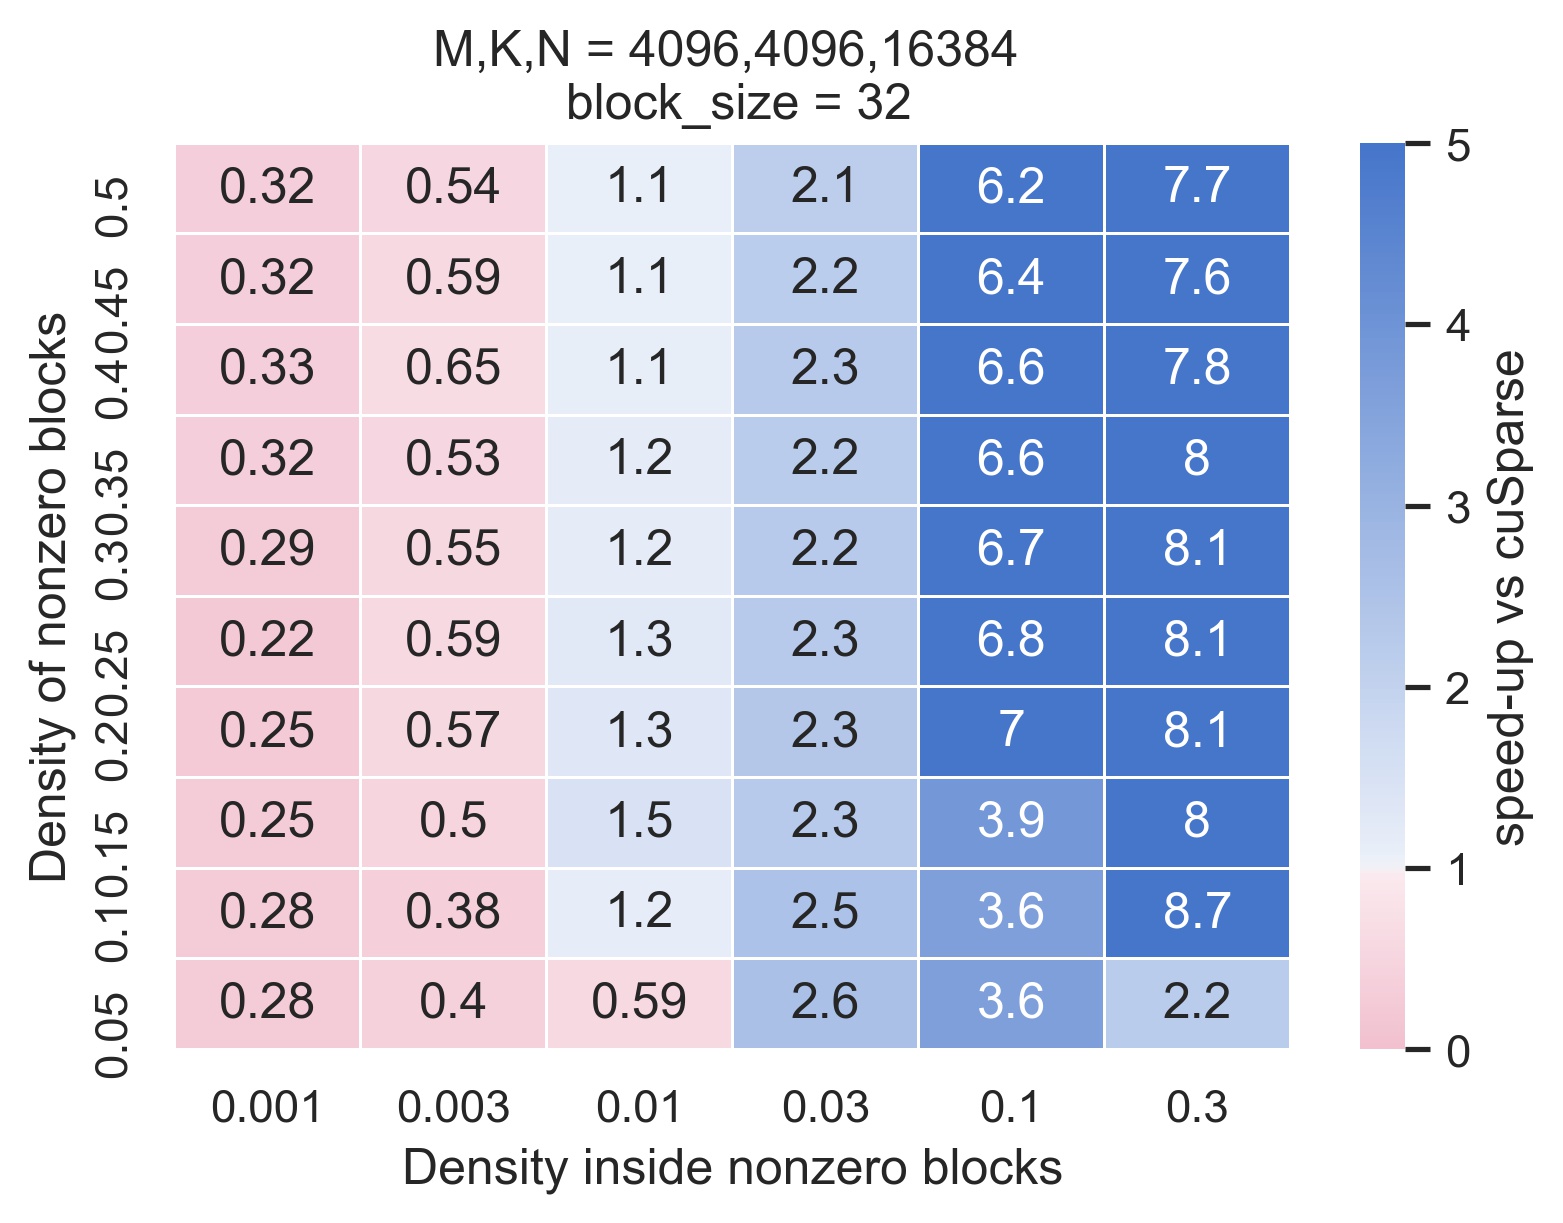 M,K,N = 4096,4096,16384
block_size = 32
Density of nonzero blocks
0.5 0.32 0.54 1.1 2.1 6.2 7.7
0.45 0.32 0.59 1.1 2.2 6.4 7.6
0.4 0.33 0.65 1.1 2.3 6.6 7.8
0.35 0.32 0.53 1.2 2.2 6.6 8
0.3 0.29 0.55 1.2 2.2 6.7 8.1
0.25 0.22 0.59 1.3 2.3 6.8 8.1
0.2 0.25 0.57 1.3 2.3 7 8.1
0.15 0.25 0.5 1.5 2.3 3.9 8
0.1 0.28 0.38 1.2 2.5 3.6 8.7
0.05 0.28 0.4 0.59 2.6 3.6 2.2
0.001 0.003 0.01 0.03 0.1 0.3
Density inside nonzero blocks
5
4
3
2
1
0
speed-up vs cuSparse